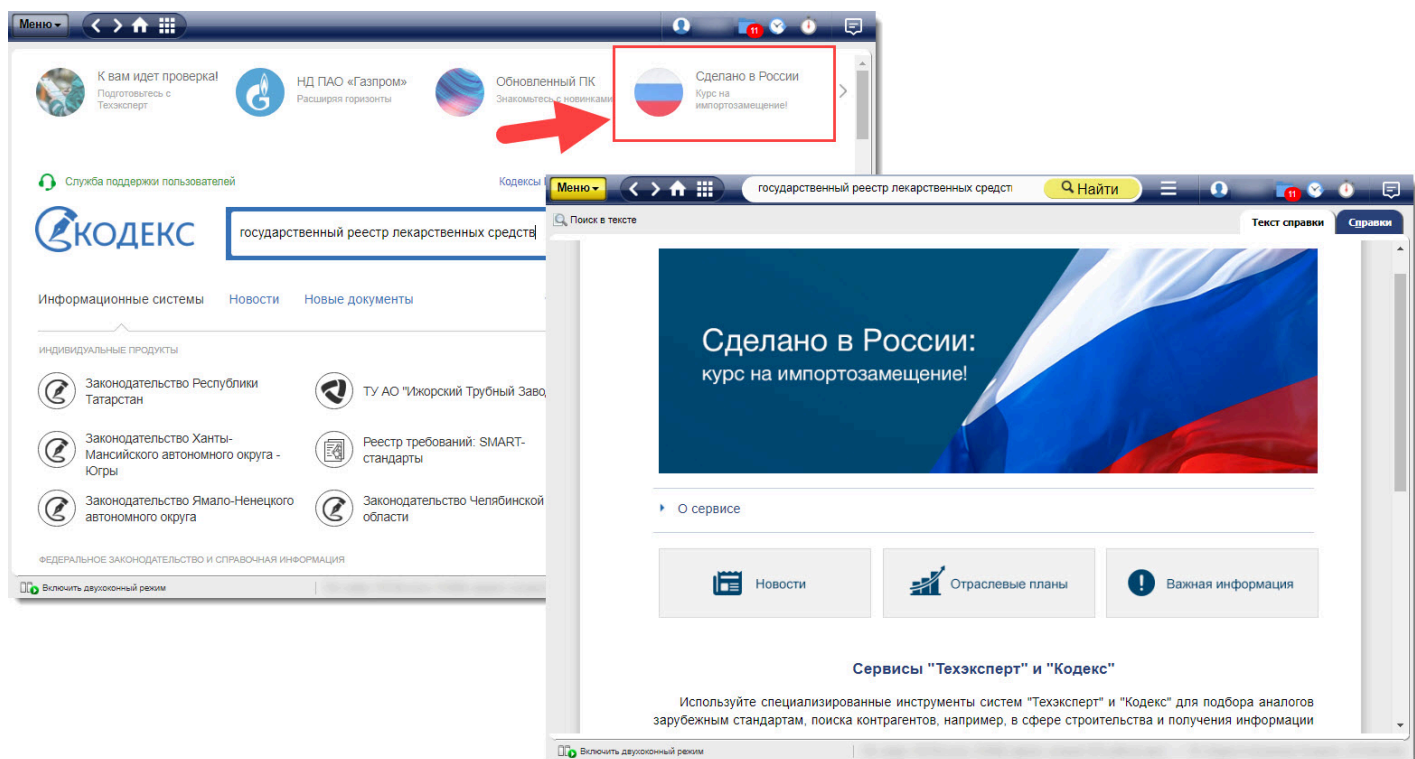 Меню
11
К вам идет проверка!
Подготовьтесь с
Техэксперт
НД ПАО «Газпром»
Расширяя горизонты
Обновленный ПК
Знакомьтесь с новинками
Сделано в России
Курс на
импортозамещение!
Служба поддержки пользователей
Кодексы
КОДЕКС
государственный реестр лекарственных средств
Информационные системы
Новости
Новые документы
ИНДИВИДУАЛЬНЫЕ ПРОДУКТЫ
Законодательство Республики
Татарстан
ТУ АО "Ижорский Трубный Заво
Законодательство Ханты-
Мансийского автономного округа -
Югры
Реестр требований: SMART-
стандарты
Законодательство Ямало-Ненецкого
автономного округа
Законодательство Челябинской
области
ФЕДЕРАЛЬНОЕ ЗАКОНОДАТЕЛЬСТВО И СПРАВОЧНАЯ ИНФОРМАЦИЯ
Включить двухоконный режим
Меню
государственный реестр лекарственных средст
Найти
11
Поиск в тексте
Текст справки
Справки
Сделано в России:
курс на импортозамещение!
О сервисе
Новости
Отраслевые планы
Важная информация
Сервисы "Техэксперт" и "Кодекс"
Используйте специализированные инструменты систем "Техэксперт" и "Кодекс" для подбора аналогов
зарубежным стандартам, поиска контрагентов, например, в сфере строительства и получения информации
Включить двухоконный режим